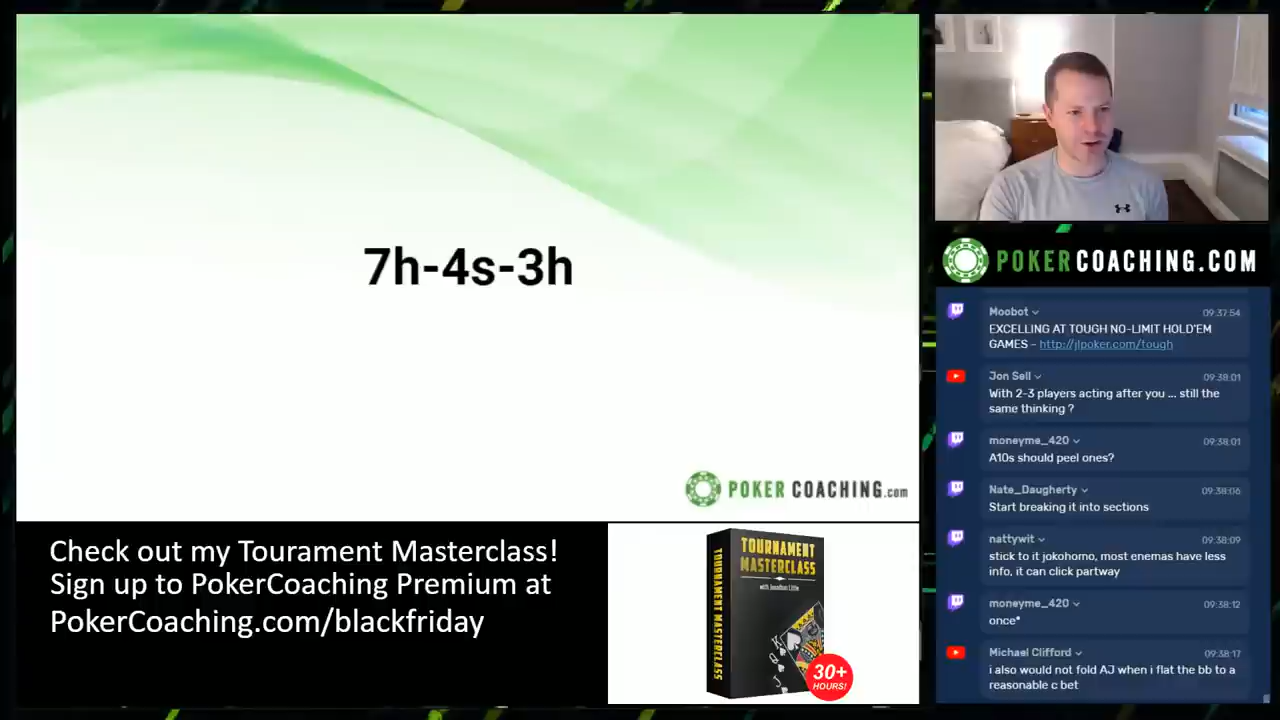 7h-4s-3h
POKER COACHING.com
Check out my Tourament Masterclass!
Sign up to PokerCoaching Premium at
PokerCoaching.com/blackfriday
TOURNAMENT MASTERCLASS
TOURNAMENT
MASTERCLASS
with Jonathan Little
K
Q
J
30+
HOURS!
POKERCOACHING.COM
Moobot 09:37:54
EXCELLING AT TOUGH NO-LIMIT HOLD'EM
GAMES - http://jlpoker.com/tough
Jon Sell 09:38:01
With 2-3 players acting after you ... still the
same thinking ?
moneyme_420 09:38:01
A10s should peel ones?
Nate_Daugherty 09:38:06
Start breaking it into sections
nattywit 09:38:09
stick to it jokohomo, most enemas have less
info, it can click partway
moneyme_420 09:38:12
once*
Michael Clifford 09:38:17
i also would not fold AJ when i flat the bb to a
reasonable c bet